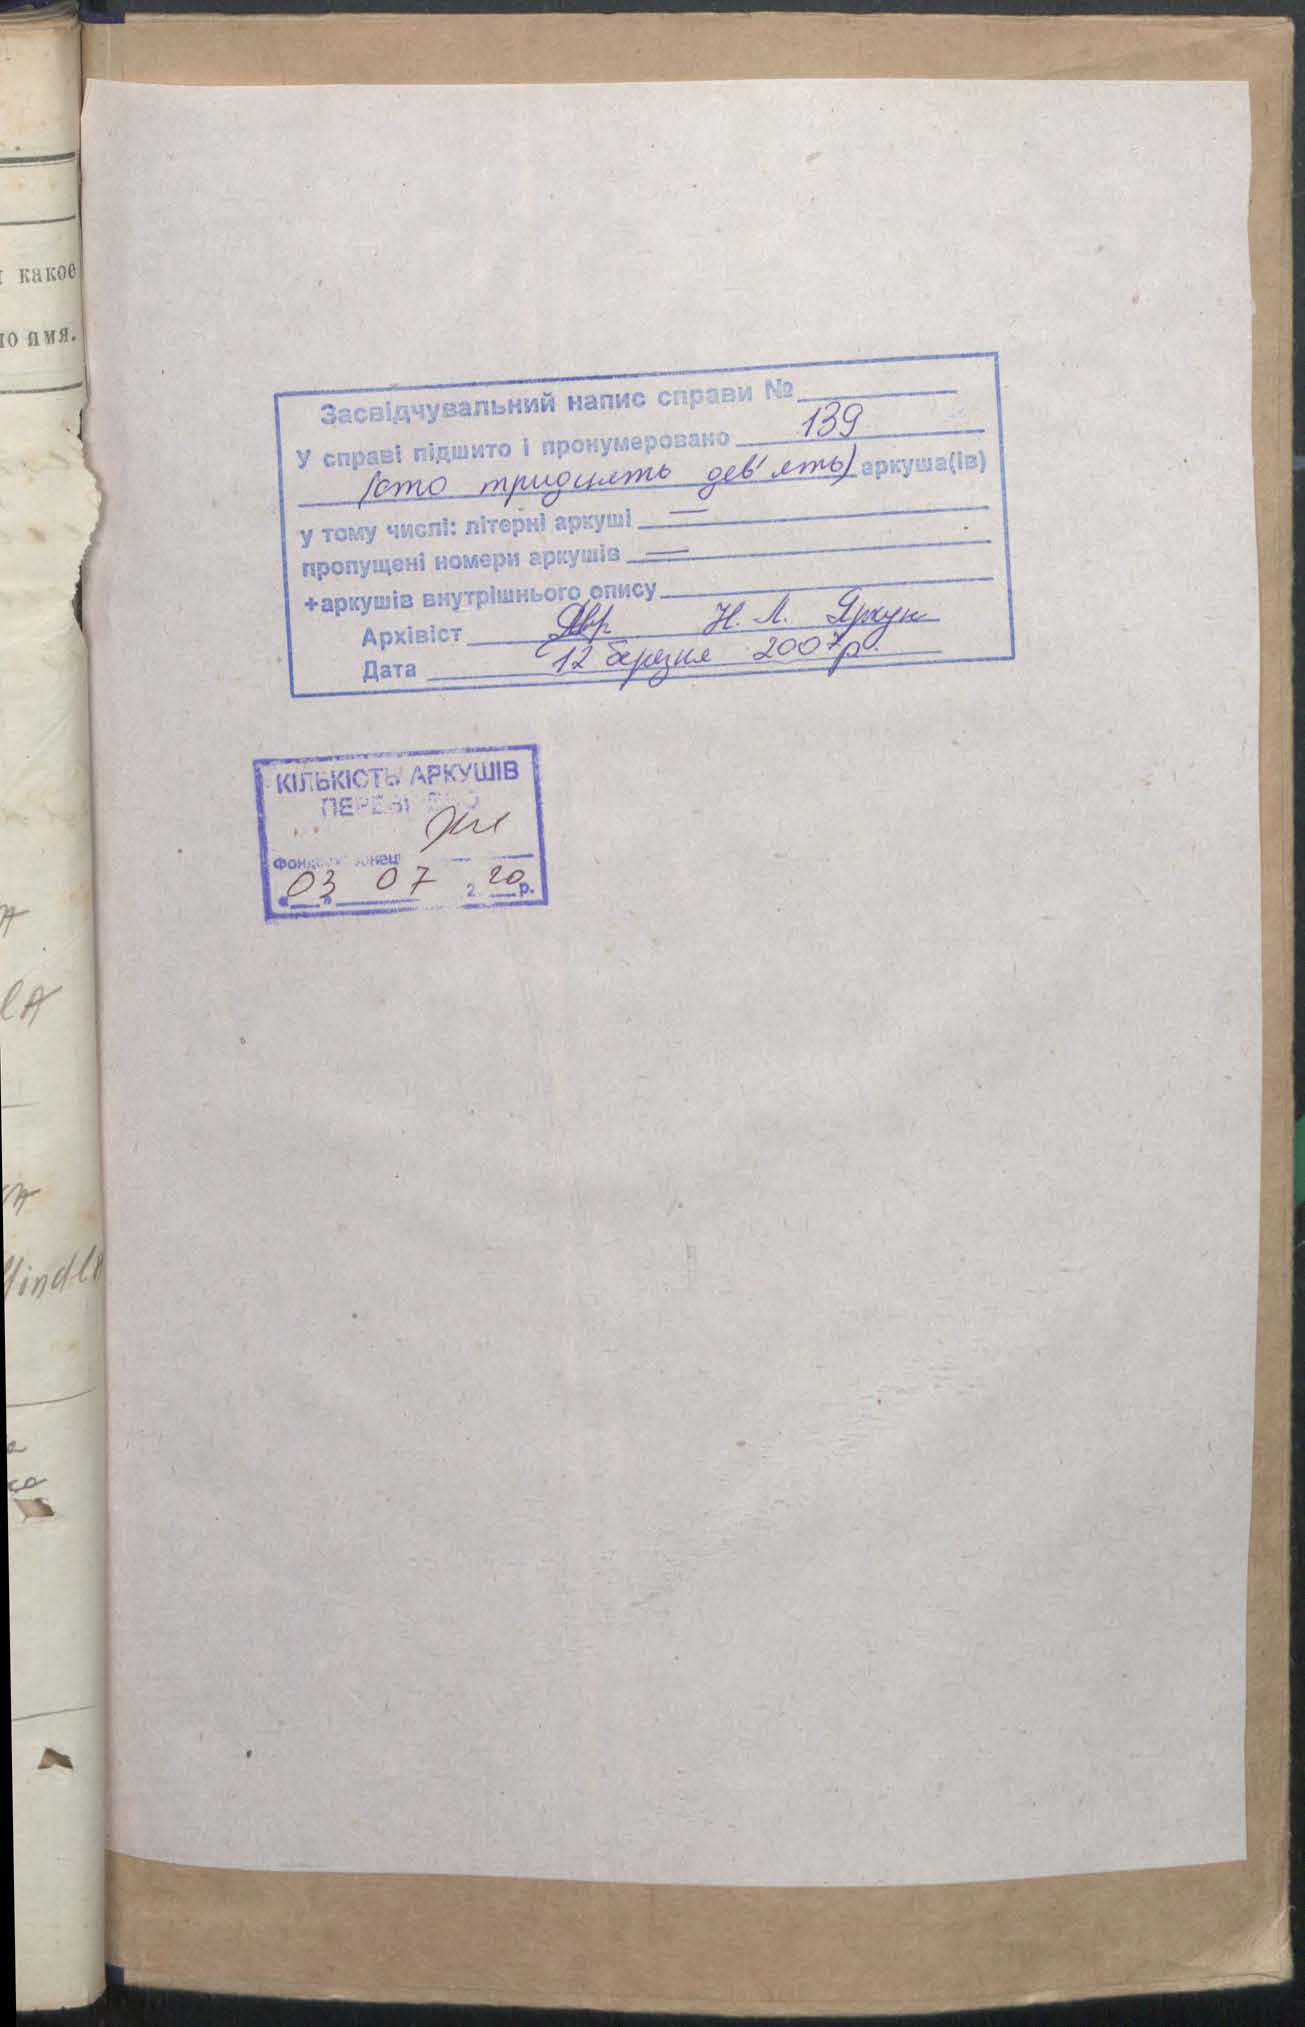 какое
имя.
Засвідчувальний напис справи №
У справі підшито і пронумеровано 139
(сто тридцять дев'ять) аркуша(ів)
у тому числі: літерні аркуші —
пропущені номери аркушів —
+аркушів внутрішнього опису
Архівіст Н. Л.
Дата 12 березня 2007 р.
КІЛЬКІСТЬ АРКУШІВ
03 07 2 20 р.